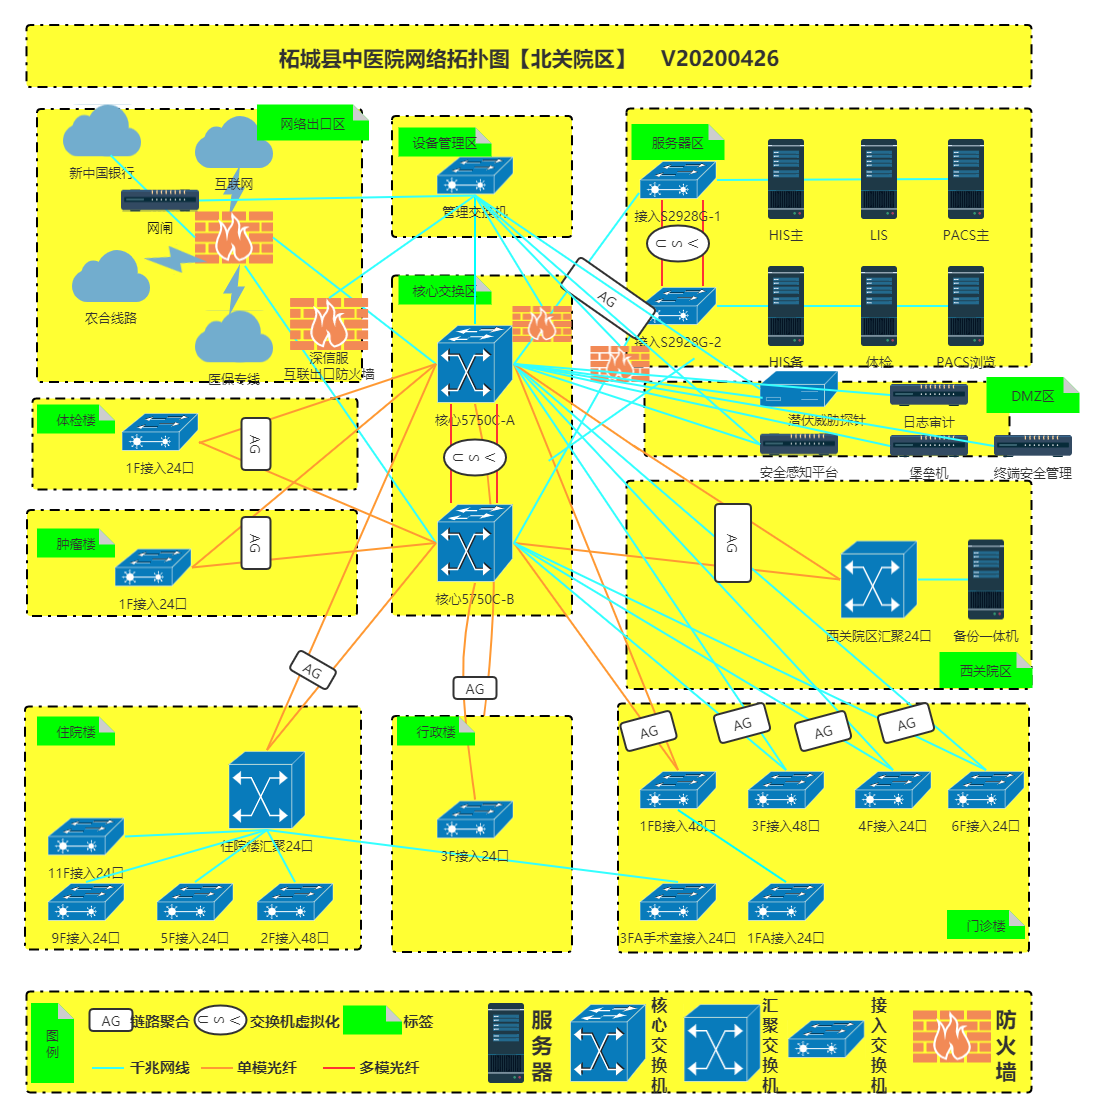 柘城县中医院网络拓扑图【北关院区】 V20200426
网络出口区
新中国银行
互联网
网闸
农合线路
医保专线
深信服
互联出口防火墙
设备管理区
管理交换机
服务器区
接入S2928G-1
VSU
接入S2928G-2
HIS主
LIS
PACS主
HIS备
体检
PACS浏览
AG
核心交换区
核心5750C-A
VSU
核心5750C-B
DMZ区
潜伏威胁探针
日志审计
安全感知平台
堡垒机
终端安全管理
体检楼
1F接入24口
AG
肿瘤楼
1F接入24口
AG
AG
西关院区汇聚24口
备份一体机
西关院区
AG
AG
住院楼
住院楼汇聚24口
11F接入24口
9F接入24口
5F接入24口
2F接入48口
行政楼
3F接入24口
AG
AG
AG
AG
1FB接入48口
3F接入48口
4F接入24口
6F接入24口
3FA手术室接入24口
1FA接入24口
门诊楼
图例
AG
链路聚合
VSU
交换机虚拟化
标签
千兆网线
单模光纤
多模光纤
服务器
核心交换机
汇聚交换机
接入交换机
防火墙